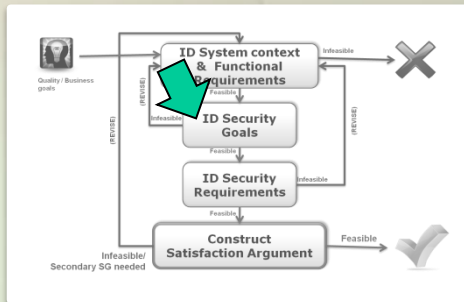 ID System context
& Functional
Requirements
Infeasible
Quality / Business
goals
(REVISE)
Feasible
Infeasible
ID Security
Goals
(REVISE)
(REVISE)
Feasible
ID Security
Requirements
Infeasible
Feasible
Construct
Satisfaction Argument
Feasible
Infeasible/
Secondary SG needed